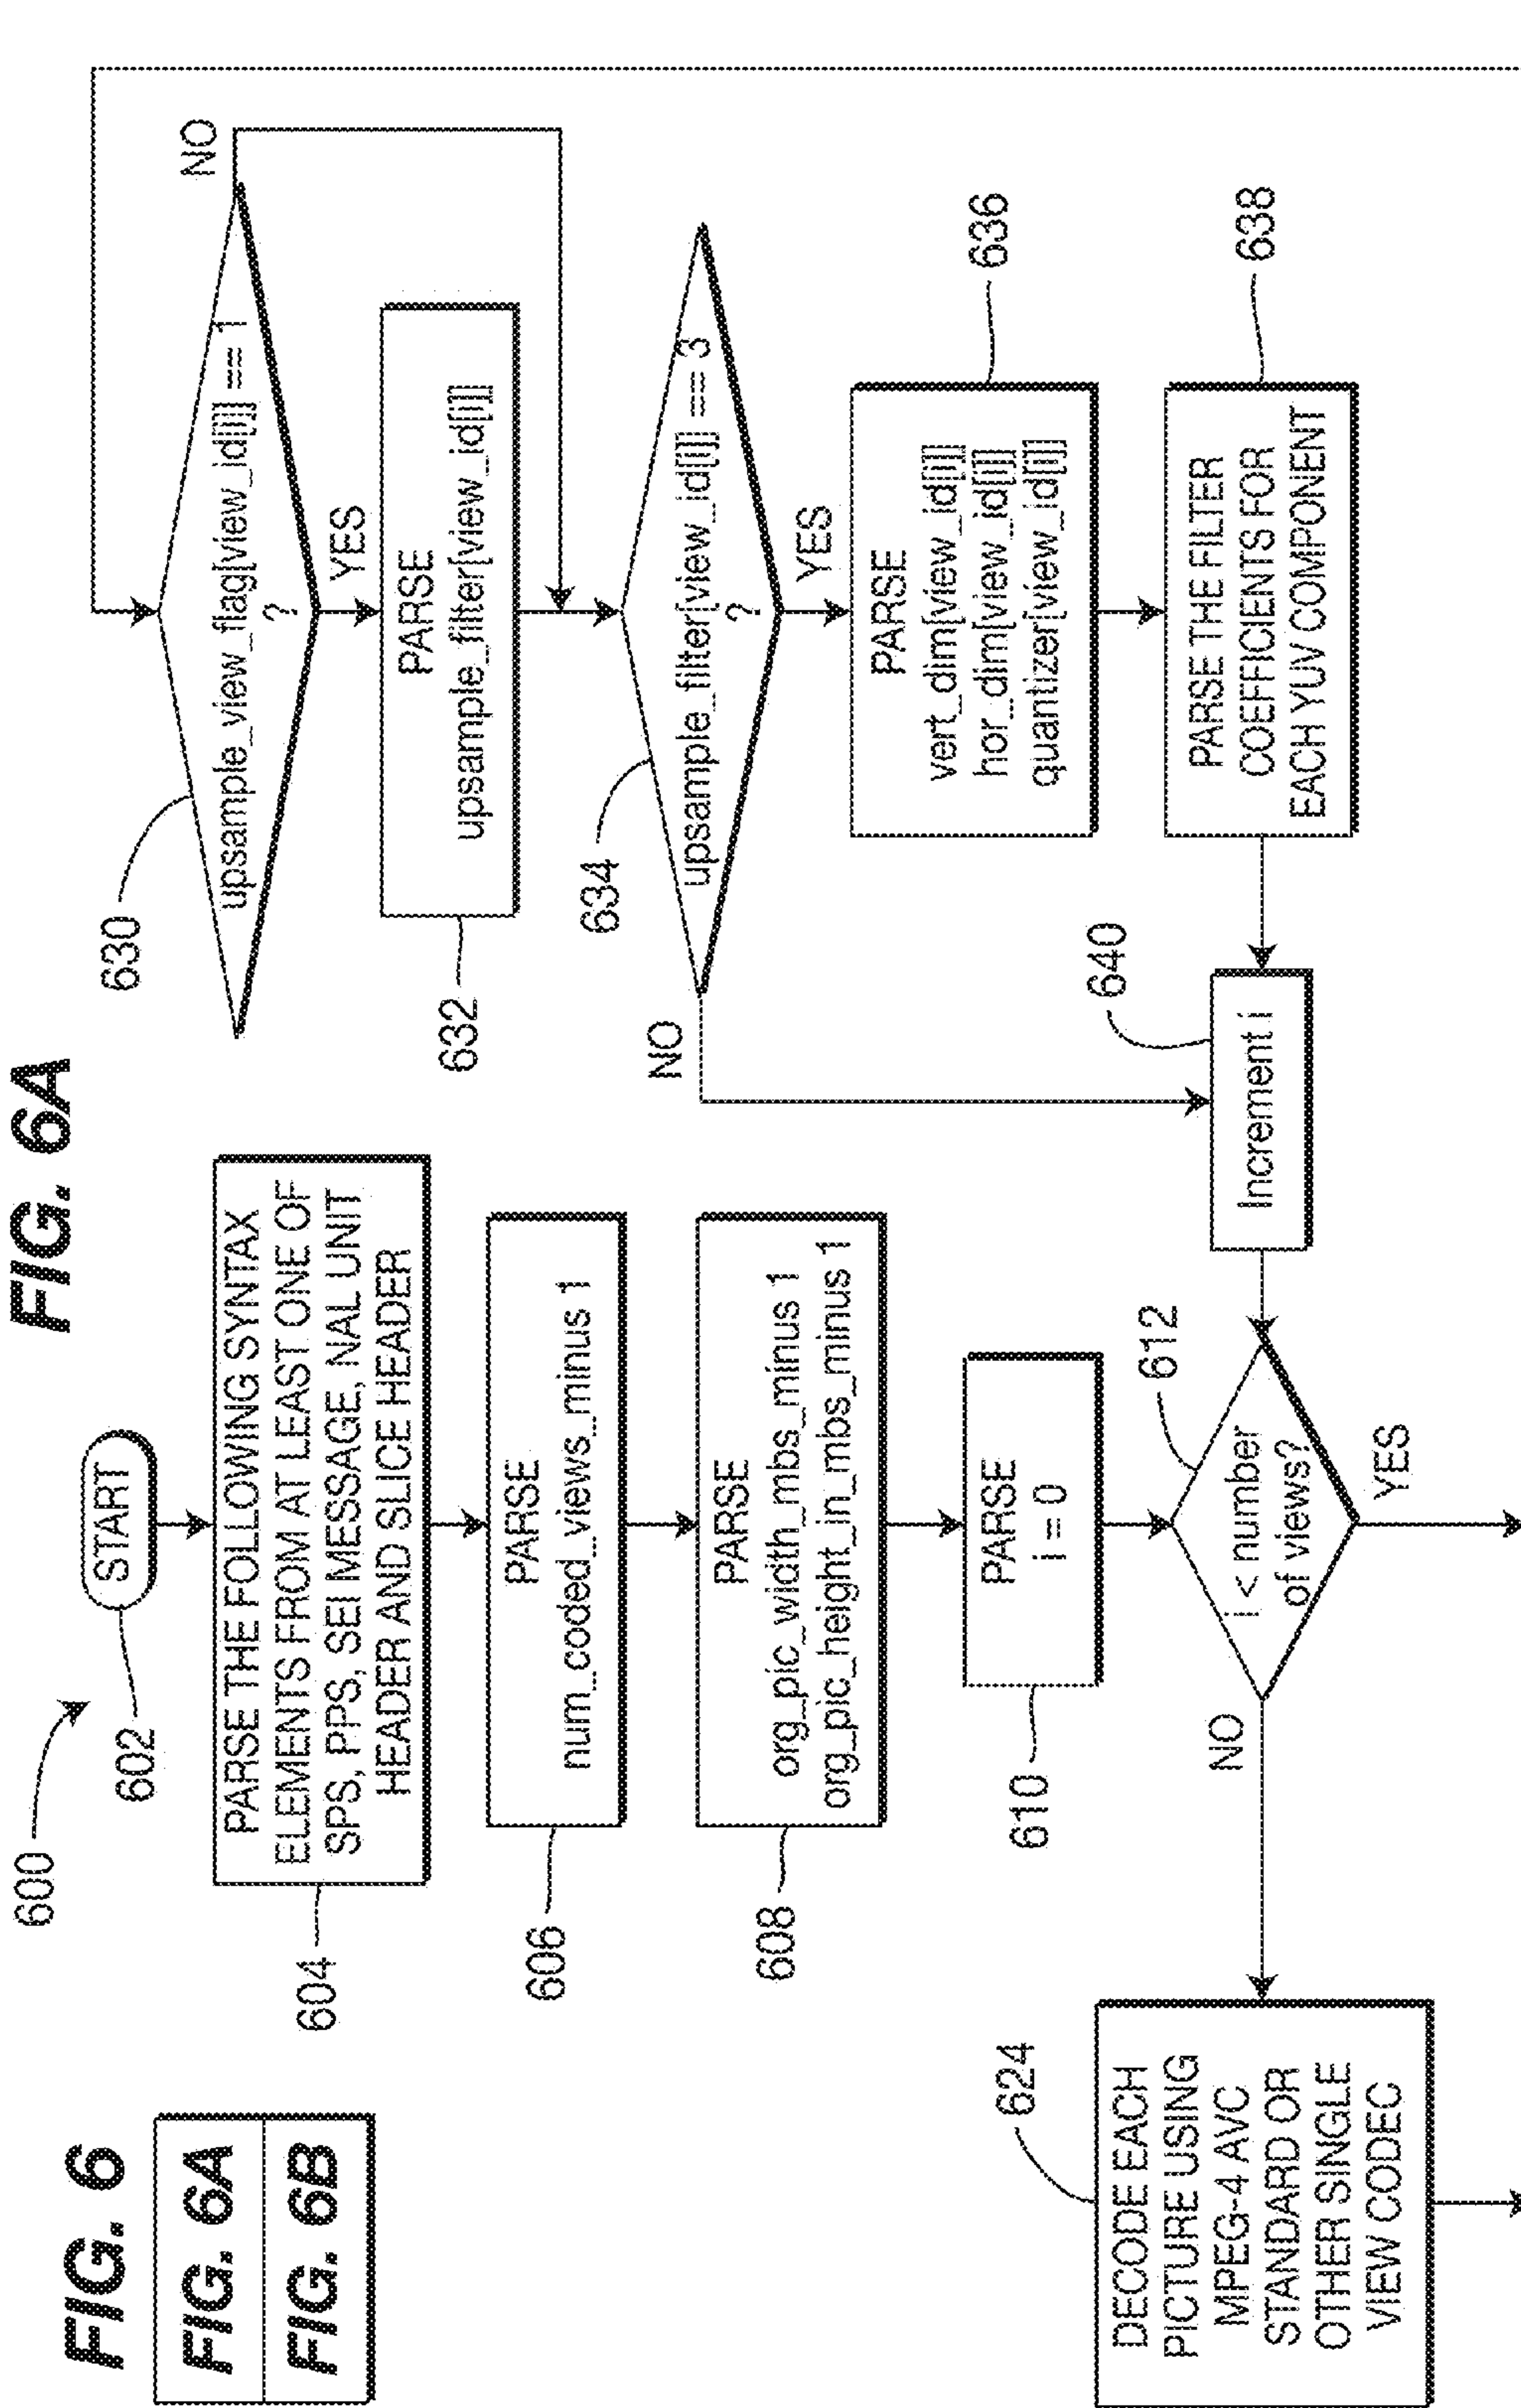 FIG. 6
FIG. 6A
FIG. 6B
FIG. 6A
600
START
602
PARSE THE FOLLOWING SYNTAX
ELEMENTS FROM AT LEAST ONE OF
SPS, PPS, SEI MESSAGE, NAL UNIT
HEADER AND SLICE HEADER
604
PARSE
num_coded_views_minus 1
606
PARSE
org_pic_width_mbs_minus 1
org_pic_height_in_mbs_minus 1
608
PARSE
i = 0
610
i < number
of views?
612
NO
YES
DECODE EACH
PICTURE USING
MPEG-4 AVC
STANDARD OR
OTHER SINGLE
VIEW CODEC
624
upsample_view_flag[view_id[i]] == 1
?
630
NO
YES
PARSE
upsample_filter[view_id[i]]
632
upsample_filter[view_id[i]] == 3
?
634
NO
YES
PARSE
vert_dim[view_id[i]]
hor_dim[view_id[i]]
quantizer[view_id[i]]
636
PARSE THE FILTER
COEFFICIENTS FOR
EACH YUV COMPONENT
638
Increment i
640